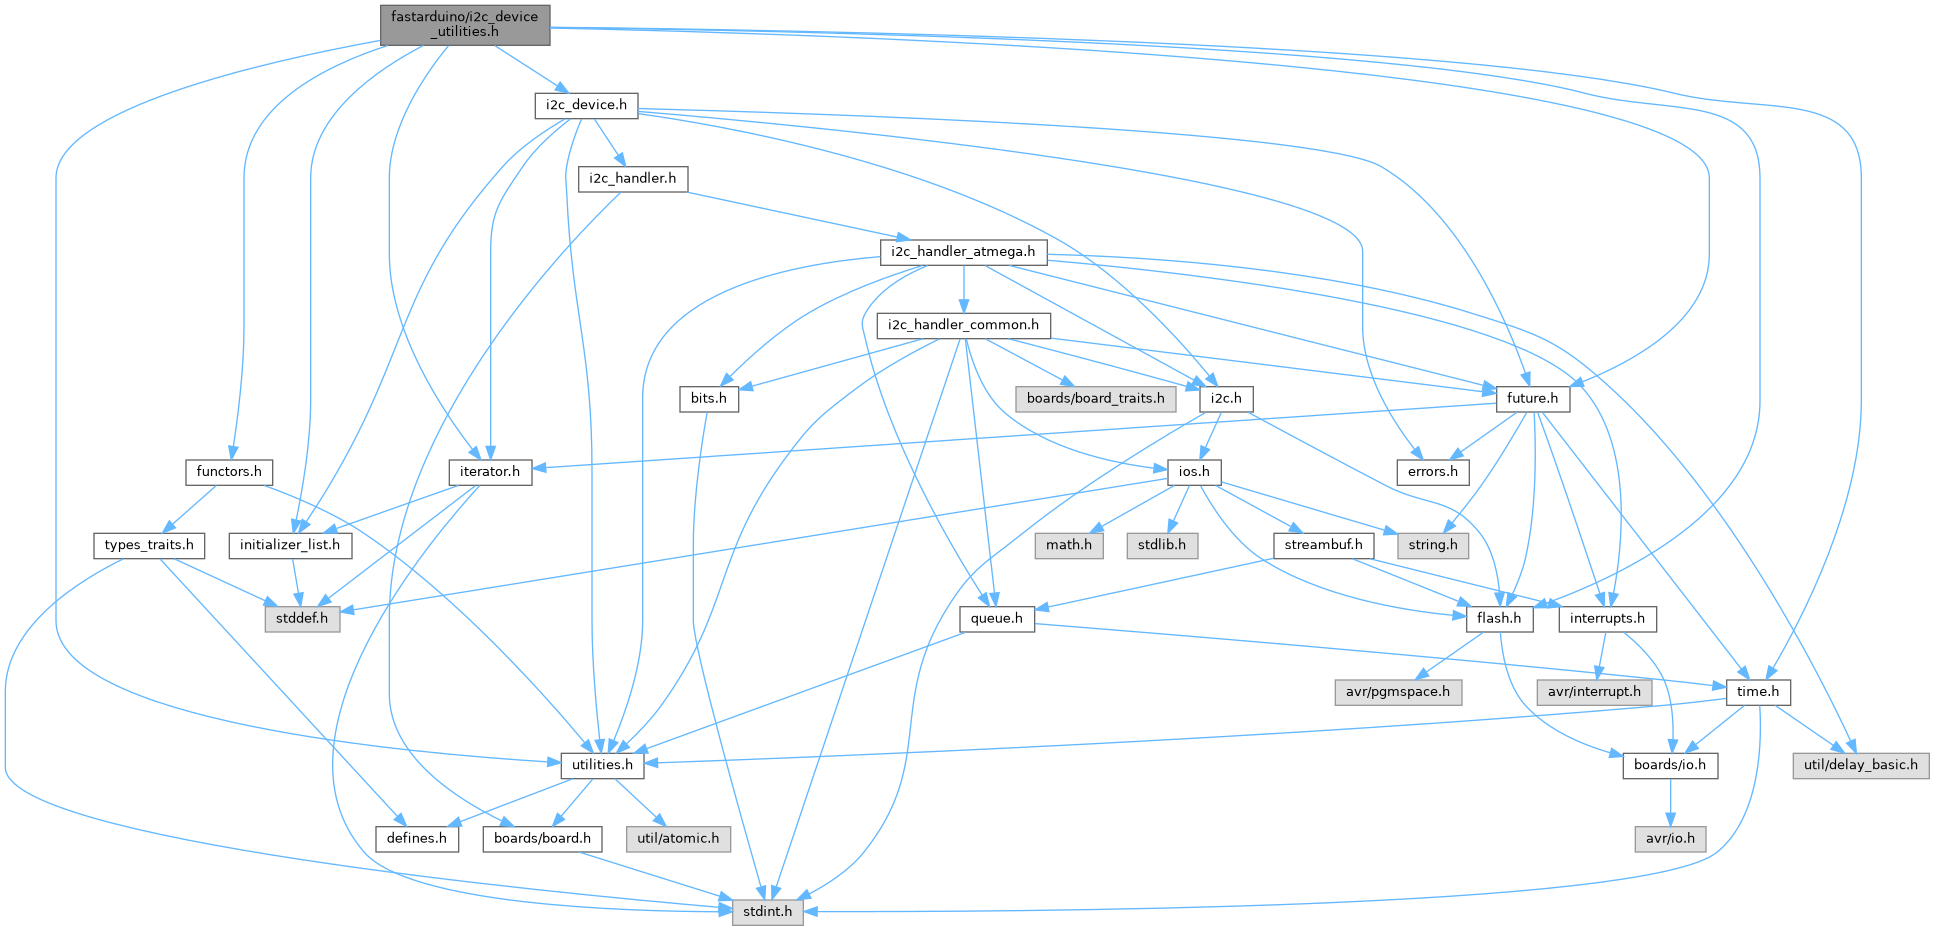 fastarduino/i2c_device
_utilities.h
i2c_device.h
i2c_handler.h
i2c_handler_atmega.h
i2c_handler_common.h
bits.h
boards/board_traits.h
i2c.h
future.h
functors.h
iterator.h
ios.h
errors.h
types_traits.h
initializer_list.h
math.h
stdlib.h
streambuf.h
string.h
stddef.h
queue.h
flash.h
interrupts.h
avr/pgmspace.h
avr/interrupt.h
time.h
utilities.h
boards/io.h
util/delay_basic.h
defines.h
boards/board.h
util/atomic.h
avr/io.h
stdint.h